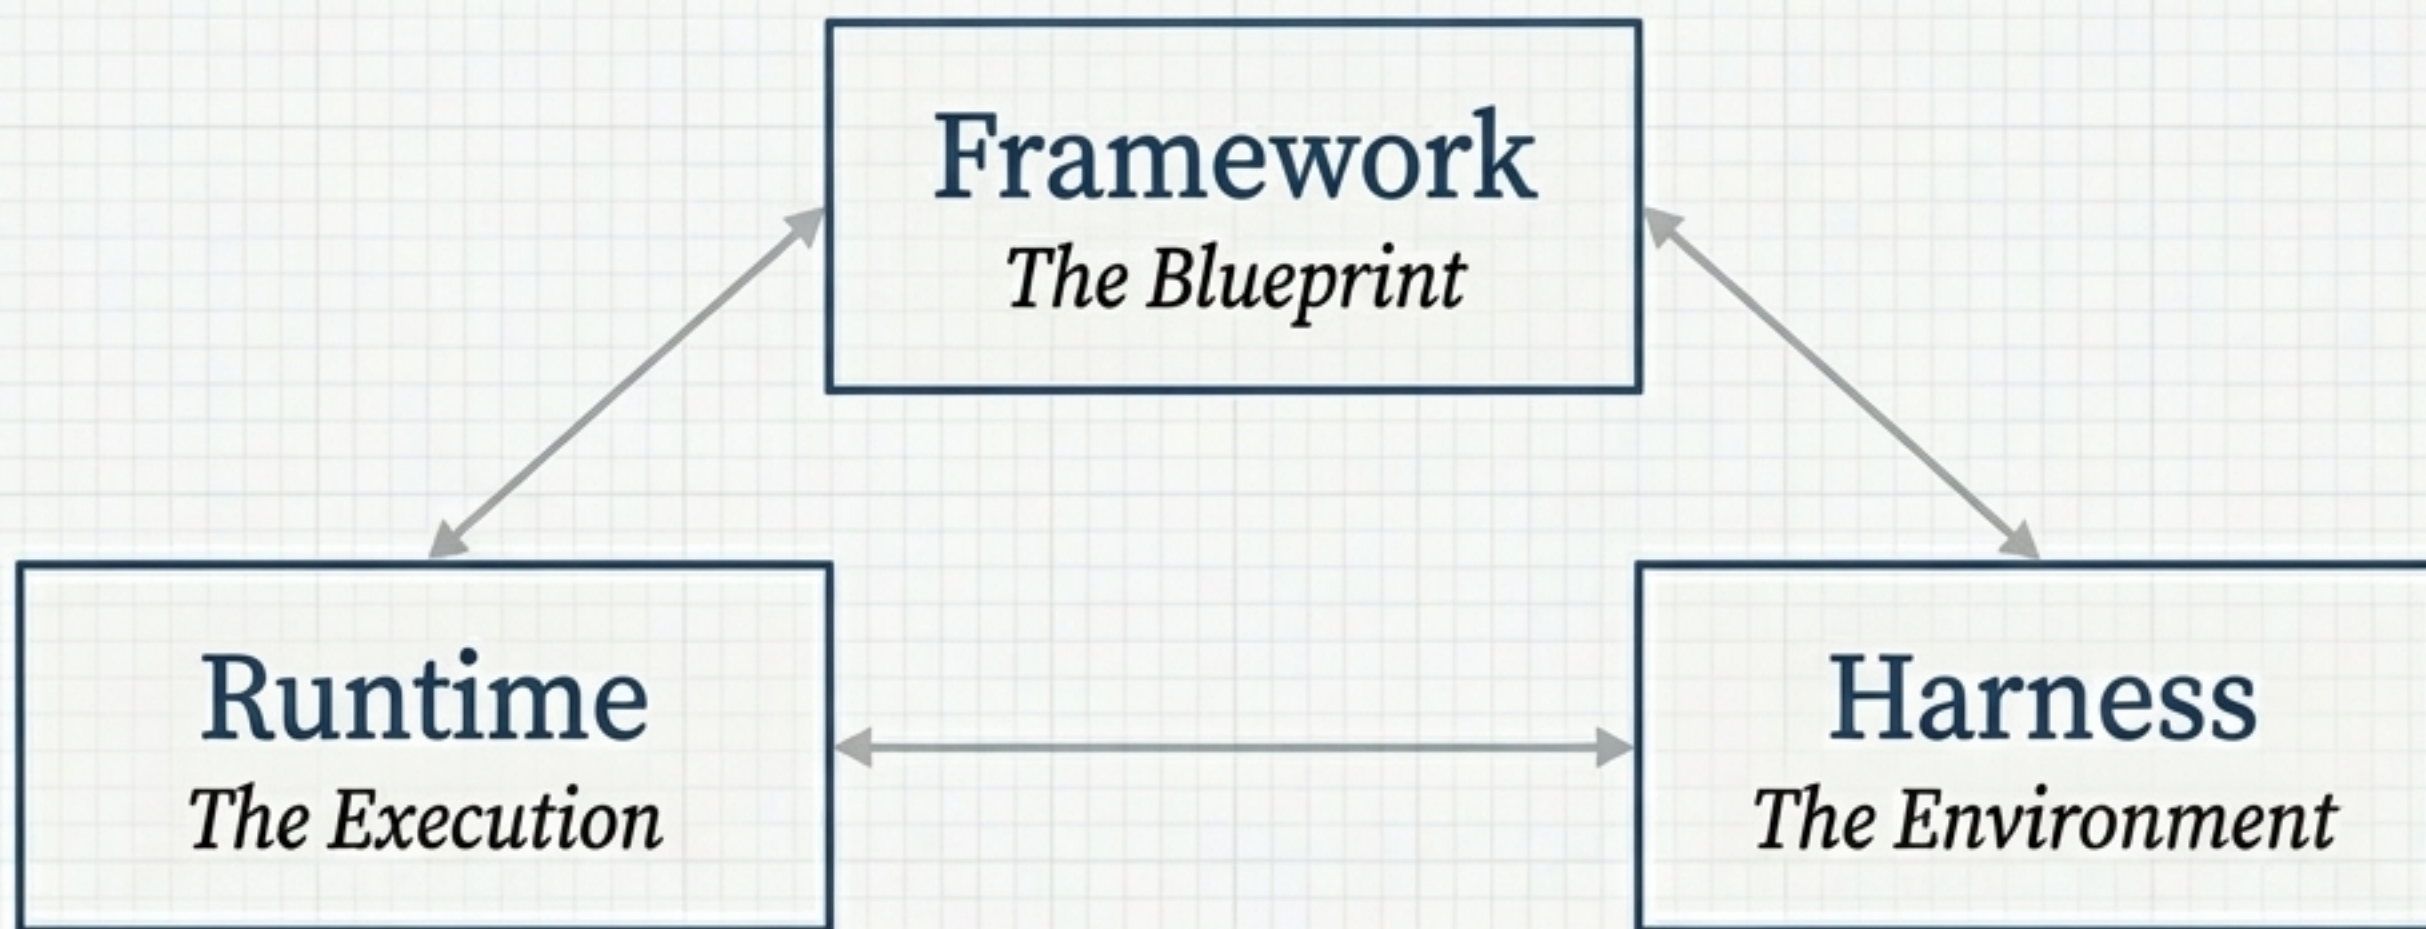 Framework
The Blueprint
Runtime
The Execution
Harness
The Environment